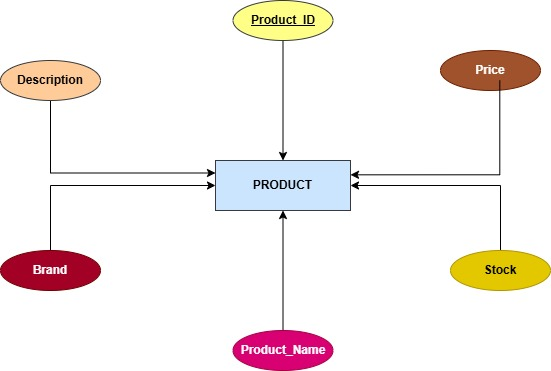 Product_ID
Price
Description
PRODUCT
Brand
Stock
Product_Name